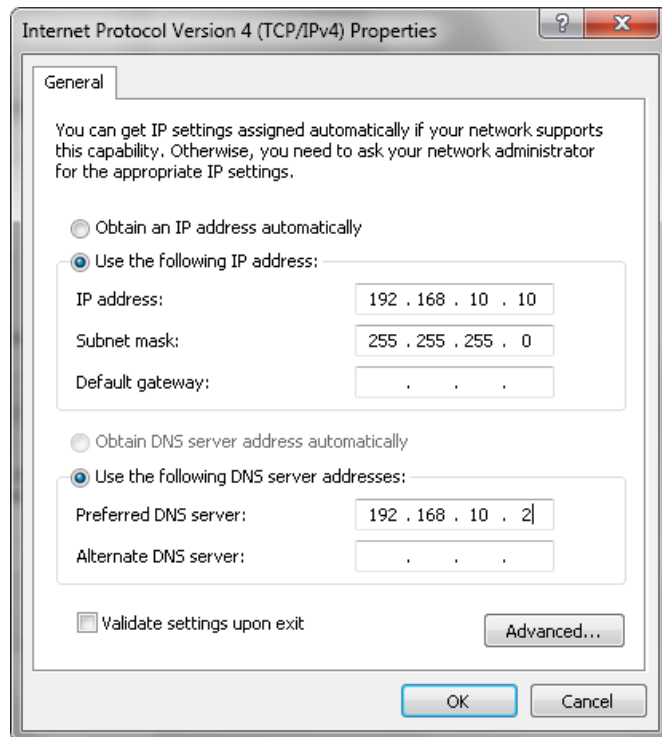 Internet Protocol Version 4 (TCP/IPv4) Properties
?
X
General
You can get IP settings assigned automatically if your network supports
this capability. Otherwise, you need to ask your network administrator
for the appropriate IP settings.
Obtain an IP address automatically
Use the following IP address:
IP address: 192 . 168 . 10 . 10
Subnet mask: 255 . 255 . 255 . 0
Default gateway: . . .
Obtain DNS server address automatically
Use the following DNS server addresses:
Preferred DNS server: 192 . 168 . 10 . 2
Alternate DNS server: . . .
Validate settings upon exit
Advanced...
OK Cancel